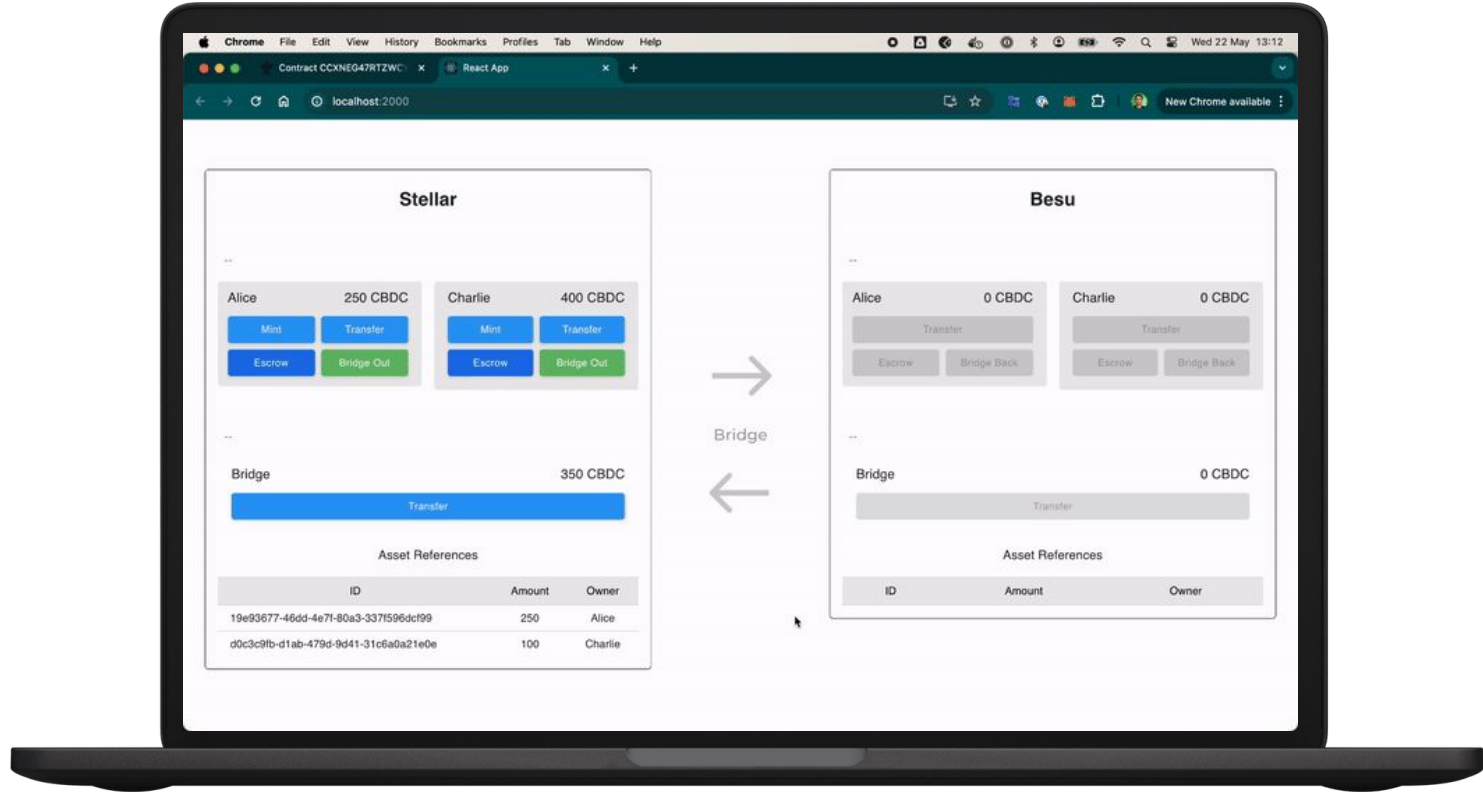 Chrome File Edit View History Bookmarks Profiles Tab Window Help Wed 22 May 13:12
Contract CCXNEG47RTZWC React App
localhost:2000 New Chrome available
Stellar
--
Alice 250 CBDC Charlie 400 CBDC
Mint Transfer Mint Transfer
Escrow Bridge Out Escrow Bridge Out
--
Bridge 350 CBDC
Transfer
Asset References
ID Amount Owner
19e93677-46dd-4e7f-80a3-337f596dcf99 250 Alice
d0c3c9fb-d1ab-479d-9d41-31c6a0a21e0e 100 Charlie
Bridge
Besu
--
Alice 0 CBDC Charlie 0 CBDC
Transfer Transfer
Escrow Bridge Back Escrow Bridge Back
--
Bridge 0 CBDC
Transfer
Asset References
ID Amount Owner